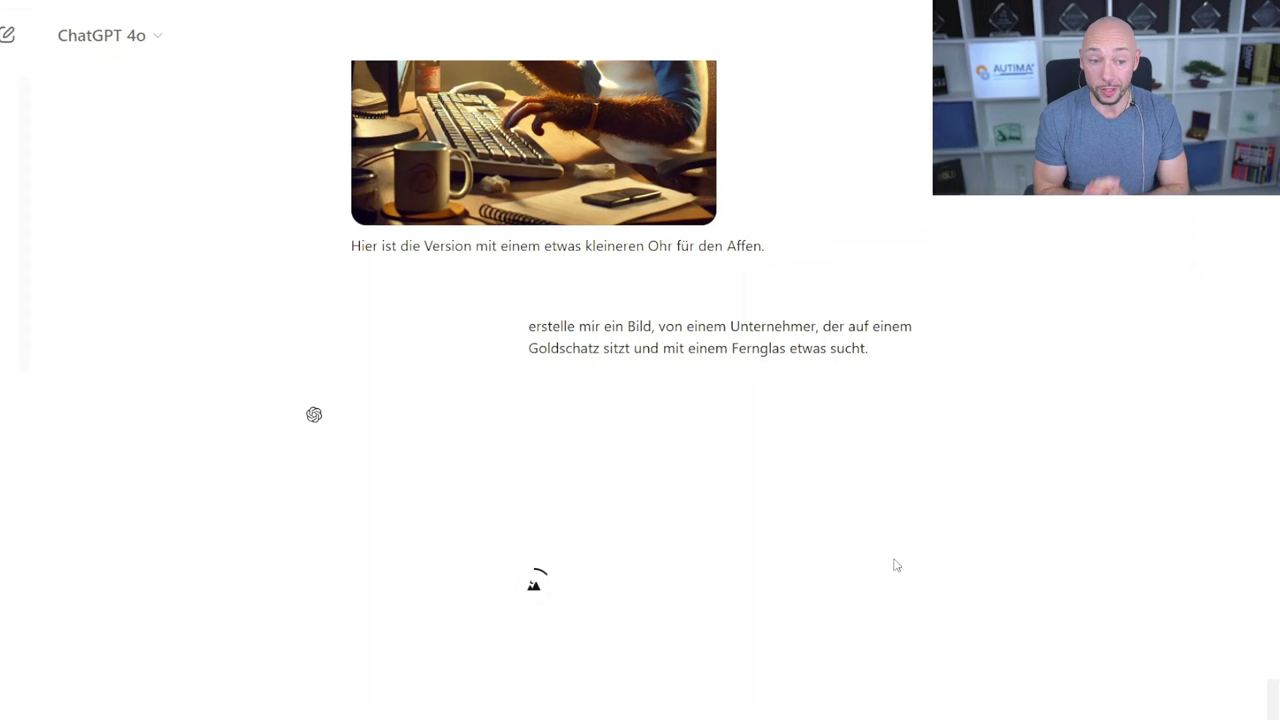 ChatGPT 4o
AUTIMA
Hier ist die Version mit einem etwas kleineren Ohr für den Affen.
erstelle mir ein Bild, von einem Unternehmer, der auf einem
Goldschatz sitzt und mit einem Fernglas etwas sucht.